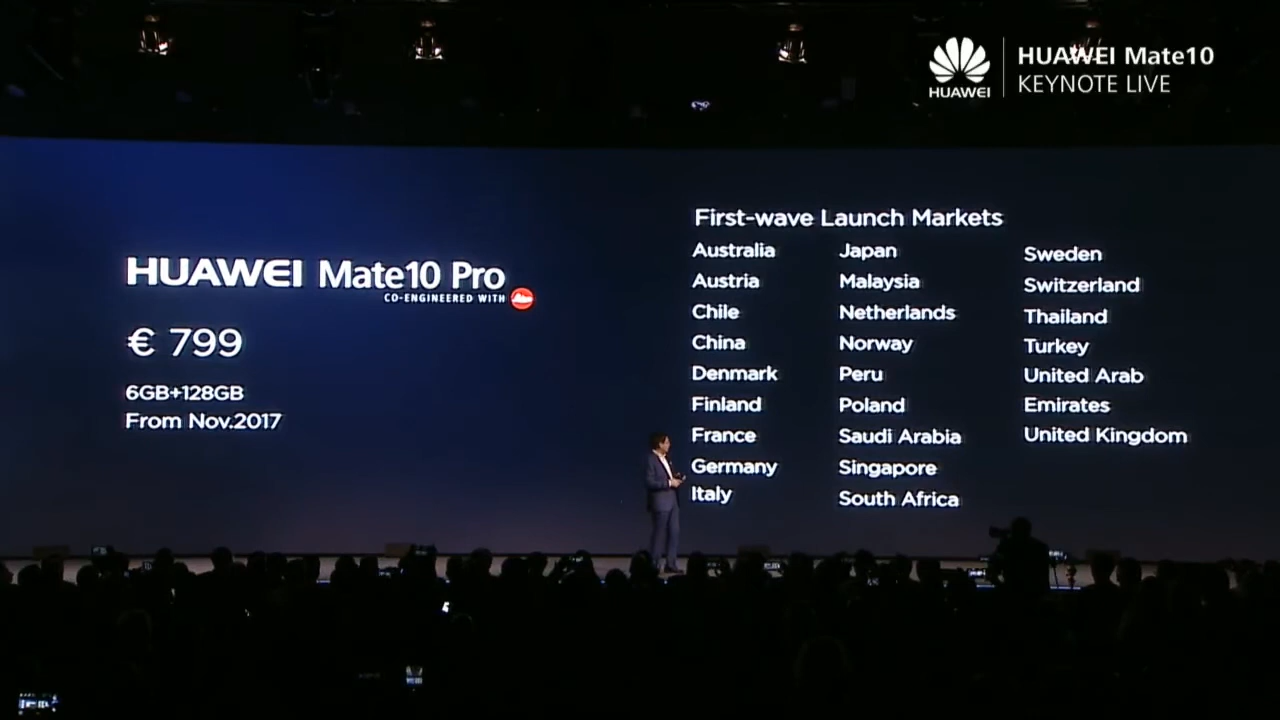 HUAWEI
HUAWEI Mate10
KEYNOTE LIVE
HUAWEI Mate10 Pro
CO-ENGINEERED WITH Leica
€ 799
6GB+128GB
From Nov.2017
First-wave Launch Markets
Australia
Austria
Chile
China
Denmark
Finland
France
Germany
Italy
Japan
Malaysia
Netherlands
Norway
Peru
Poland
Saudi Arabia
Singapore
South Africa
Sweden
Switzerland
Thailand
Turkey
United Arab
Emirates
United Kingdom